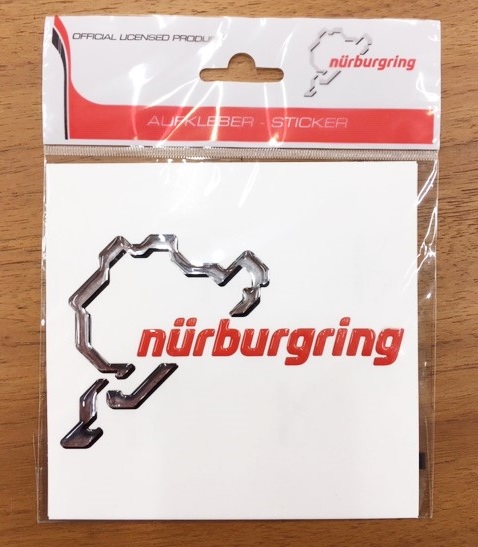 OFFICIAL LICENSED PRODU
nürburgring
AUFKLEBER - STICKER
nürburgring